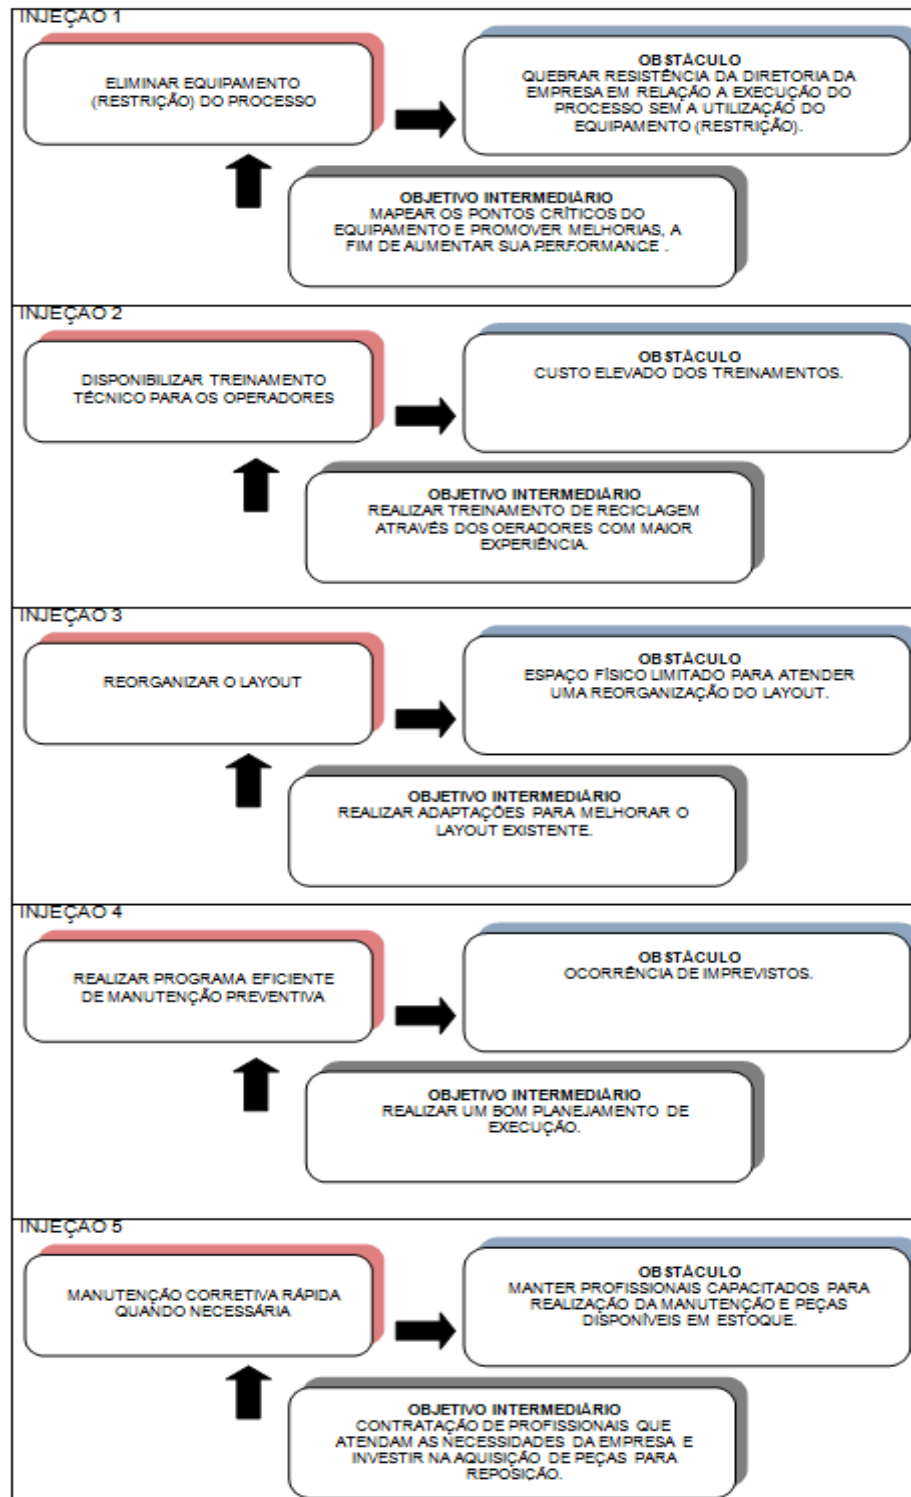 INJEÇÃO 1
ELIMINAR EQUIPAMENTO
(RESTRIÇÃO) DO PROCESSO
OBSTÁCULO
QUEBRAR RESISTÊNCIA DA DIRETORIA DA
EMPRESA EM RELAÇÃO A EXECUÇÃO DO
PROCESSO SEM A UTILIZAÇÃO DO
EQUIPAMENTO (RESTRIÇÃO).
OBJETIVO INTERMEDIÁRIO
MAPEAR OS PONTOS CRÍTICOS DO
EQUIPAMENTO E PROMOVER MELHORIAS, A
FIM DE AUMENTAR SUA PERFORMANCE .
INJEÇÃO 2
DISPONIBILIZAR TREINAMENTO
TÉCNICO PARA OS OPERADORES
OBSTÁCULO
CUSTO ELEVADO DOS TREINAMENTOS.
OBJETIVO INTERMEDIÁRIO
REALIZAR TREINAMENTO DE RECICLAGEM
ATRAVÉS DOS OERADORES COM MAIOR
EXPERIÊNCIA.
INJEÇÃO 3
REORGANIZAR O LAYOUT
OBSTÁCULO
ESPAÇO FÍSICO LIMITADO PARA ATENDER
UMA REORGANIZAÇÃO DO LAYOUT.
OBJETIVO INTERMEDIÁRIO
REALIZAR ADAPTAÇÕES PARA MELHORAR O
LAYOUT EXISTENTE.
INJEÇÃO 4
REALIZAR PROGRAMA EFICIENTE
DE MANUTENÇÃO PREVENTIVA
OBSTÁCULO
OCORRÊNCIA DE IMPREVISTOS.
OBJETIVO INTERMEDIÁRIO
REALIZAR UM BOM PLANEJAMENTO DE
EXECUÇÃO.
INJEÇÃO 5
MANUTENÇÃO CORRETIVA RÁPIDA
QUANDO NECESSÁRIA
OBSTÁCULO
MANTER PROFISSIONAIS CAPACITADOS PARA
REALIZAÇÃO DA MANUTENÇÃO E PEÇAS
DISPONÍVEIS EM ESTOQUE.
OBJETIVO INTERMEDIÁRIO
CONTRATAÇÃO DE PROFISSIONAIS QUE
ATENDAM AS NECESSIDADES DA EMPRESA E
INVESTIR NA AQUISIÇÃO DE PEÇAS PARA
REPOSIÇÃO.